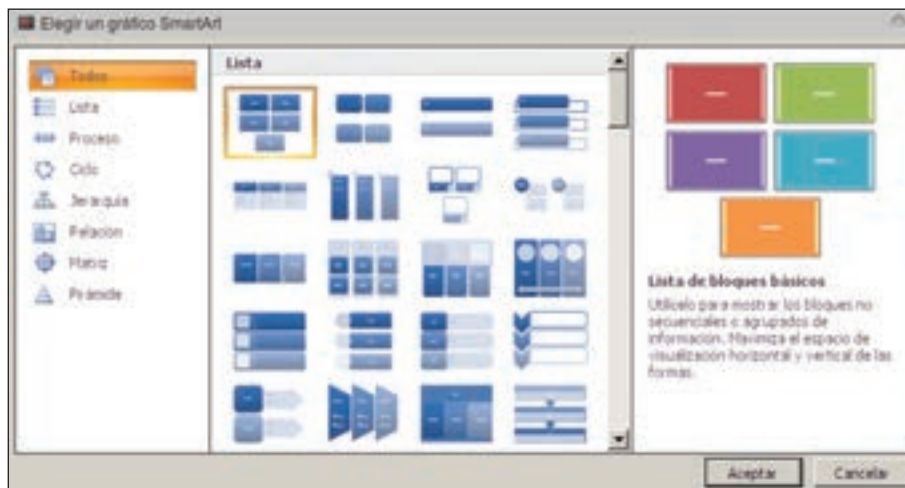 Elegir un gráfico SmartArt
Todos
Lista
Proceso
Ciclo
Jerarquía
Relación
Matriz
Pirámide
Lista
Lista de bloques básicos
Utilícelo para mostrar los bloques no
secuenciales o agrupados de
información. Maximiza el espacio de
visualización horizontal y vertical de las
formas.
Aceptar
Cancelar